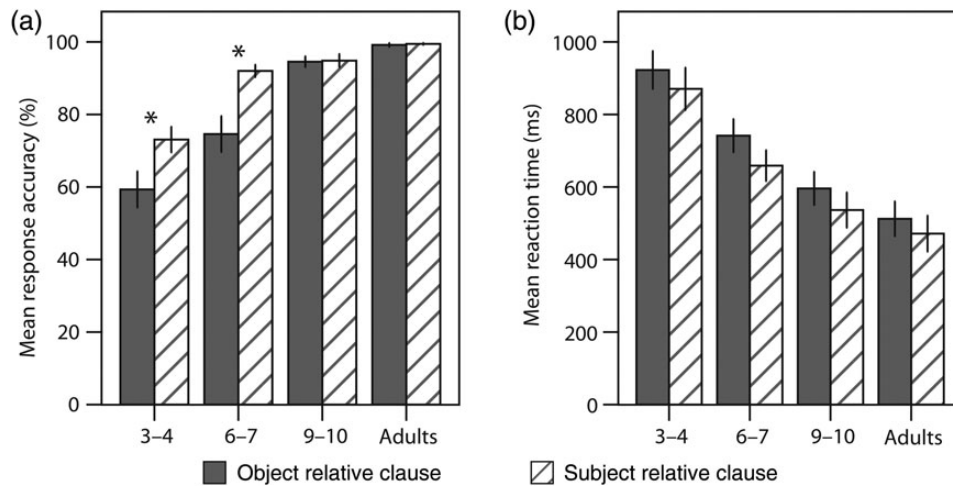 (a)
Mean response accuracy (%)
100
80
60
40
20
0
*
*
3–4
6–7
9–10
Adults
(b)
Mean reaction time (ms)
1000
800
600
400
200
0
3–4
6–7
9–10
Adults
Object relative clause
Subject relative clause